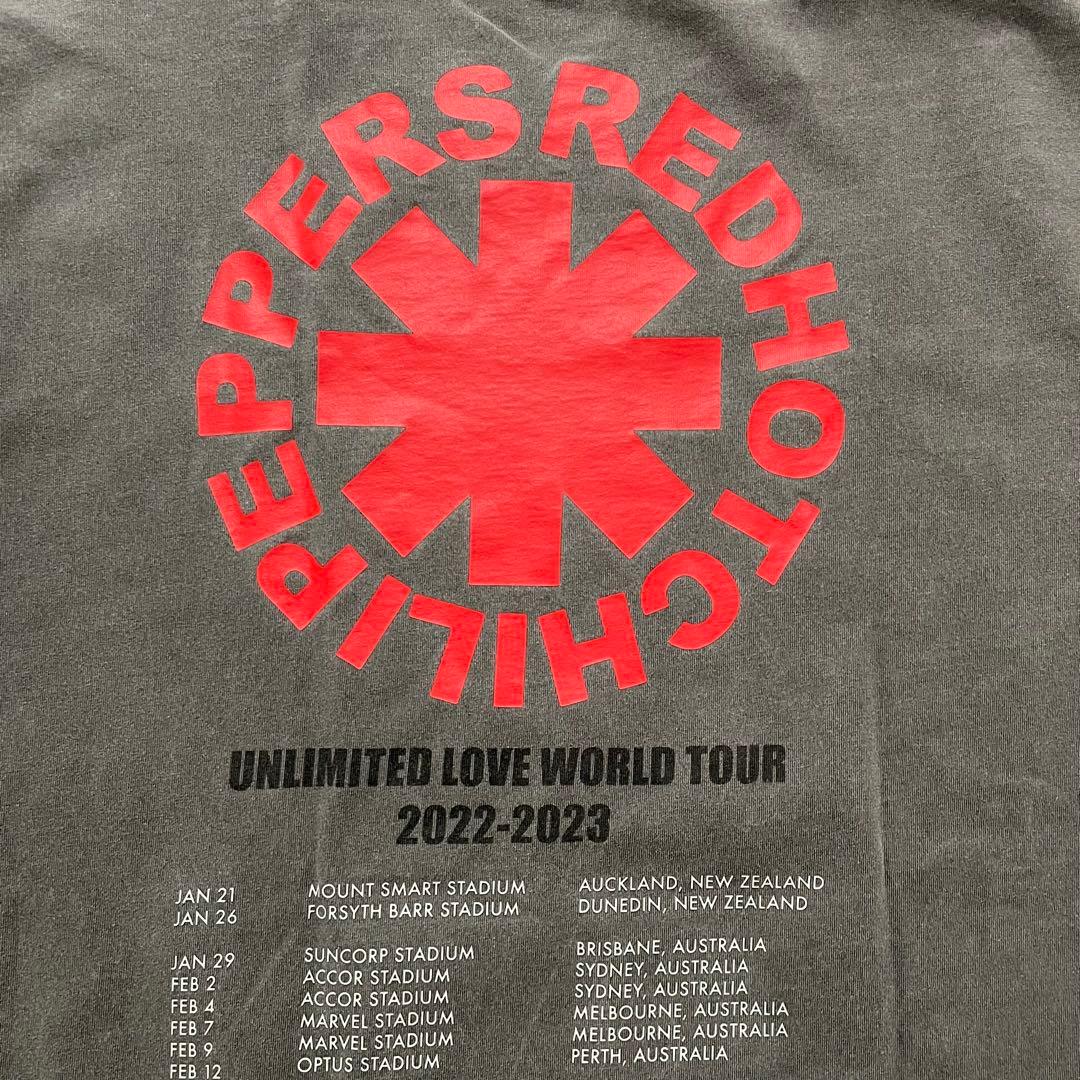 RED HOT CHILI PEPPERS
UNLIMITED LOVE WORLD TOUR
2022-2023
JAN 21 MOUNT SMART STADIUM AUCKLAND, NEW ZEALAND
JAN 26 FORSYTH BARR STADIUM DUNEDIN, NEW ZEALAND
JAN 29 SUNCORP STADIUM BRISBANE, AUSTRALIA
FEB 2 ACCOR STADIUM SYDNEY, AUSTRALIA
FEB 4 ACCOR STADIUM SYDNEY, AUSTRALIA
FEB 7 MARVEL STADIUM MELBOURNE, AUSTRALIA
FEB 9 MARVEL STADIUM MELBOURNE, AUSTRALIA
FEB 12 OPTUS STADIUM PERTH, AUSTRALIA